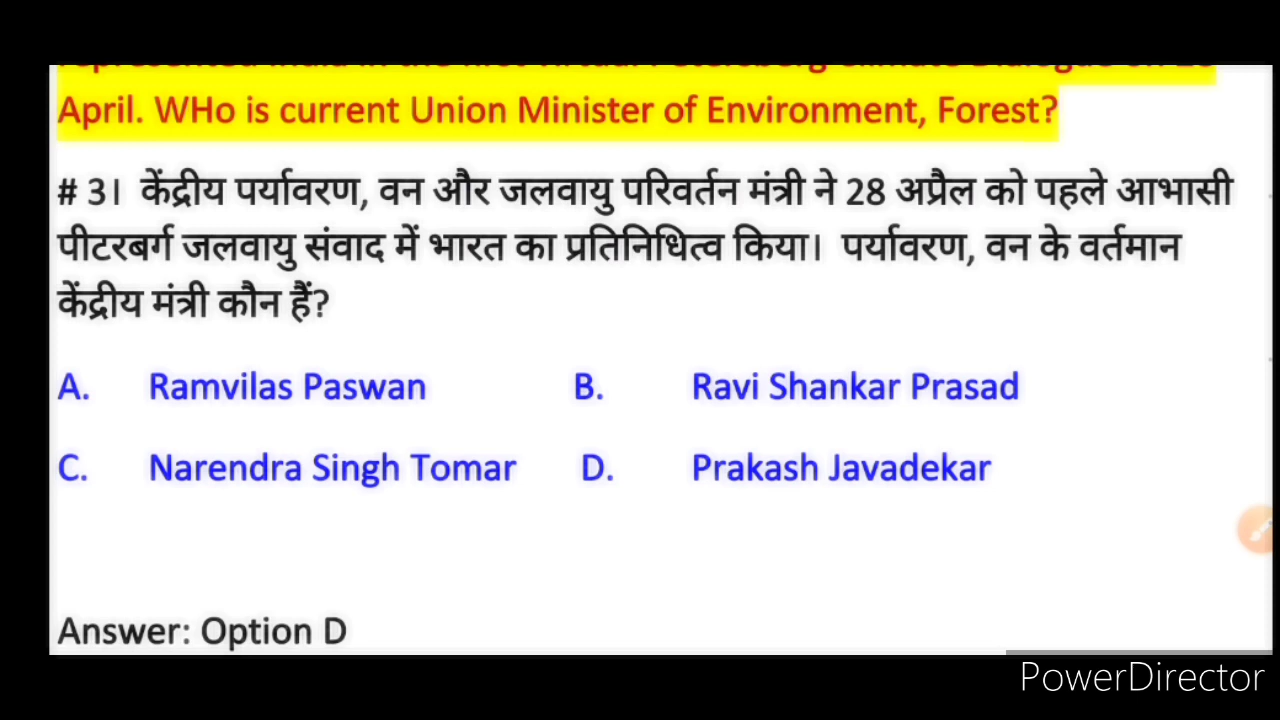 April. WHo is current Union Minister of Environment, Forest?
# 3। केंद्रीय पर्यावरण, वन और जलवायु परिवर्तन मंत्री ने 28 अप्रैल को पहले आभासी
पीटरबर्ग जलवायु संवाद में भारत का प्रतिनिधित्व किया। पर्यावरण, वन के वर्तमान
केंद्रीय मंत्री कौन हैं?
A. Ramvilas Paswan B. Ravi Shankar Prasad
C. Narendra Singh Tomar D. Prakash Javadekar
Answer: Option D
PowerDirector